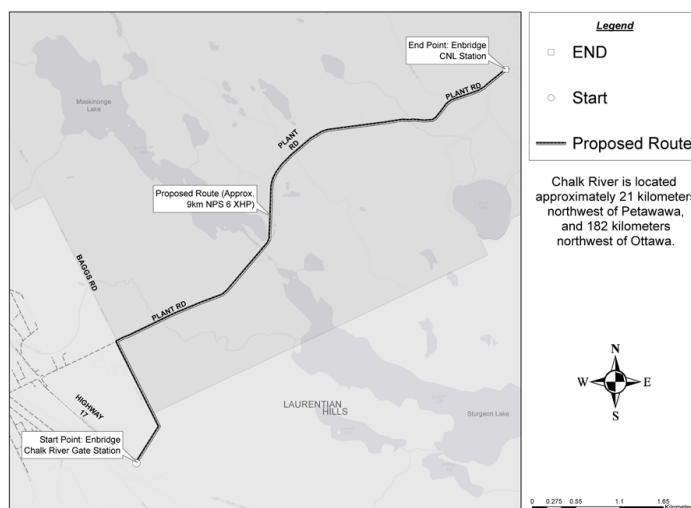 End Point: Enbridge
CNL Station
PLANT RD
Maskinonge
Lake
PLANT
RD
Proposed Route (Approx.
9km NPS 6 XHP)
BAGGS RD
PLANT RD
HIGHWAY
17
LAURENTIAN
HILLS
Sturgeon Lake
Start Point: Enbridge
Chalk River Gate Station
Legend
END
Start
Proposed Route
Chalk River is located
approximately 21 kilometers
northwest of Petawawa,
and 182 kilometers
northwest of Ottawa.
N
W E
S
0 0.275 0.55 1.1 1.65